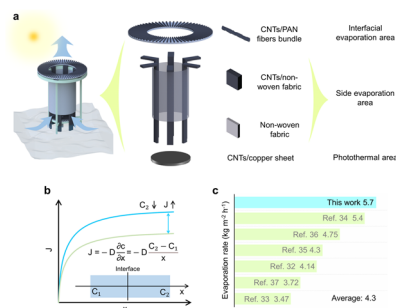 a
CNTs/PAN
fibers bundle
Interfacial
evaporation area
CNTs/non-
woven fabric
Side evaporation
area
Non-woven
fabric
CNTs/copper sheet
Photothermal area
b
C2 ↓ J ↑
J
J = − D ∂c/∂x = − D (C2 − C1)/x
Interface
C1
C2
x
c
Evaporation rate (kg m-2 h-1)
This work 5.7
Ref. 34 5.4
Ref. 36 4.75
Ref. 35 4.3
Ref. 32 4.14
Ref. 37 3.72
Ref. 33 3.47
Average: 4.3